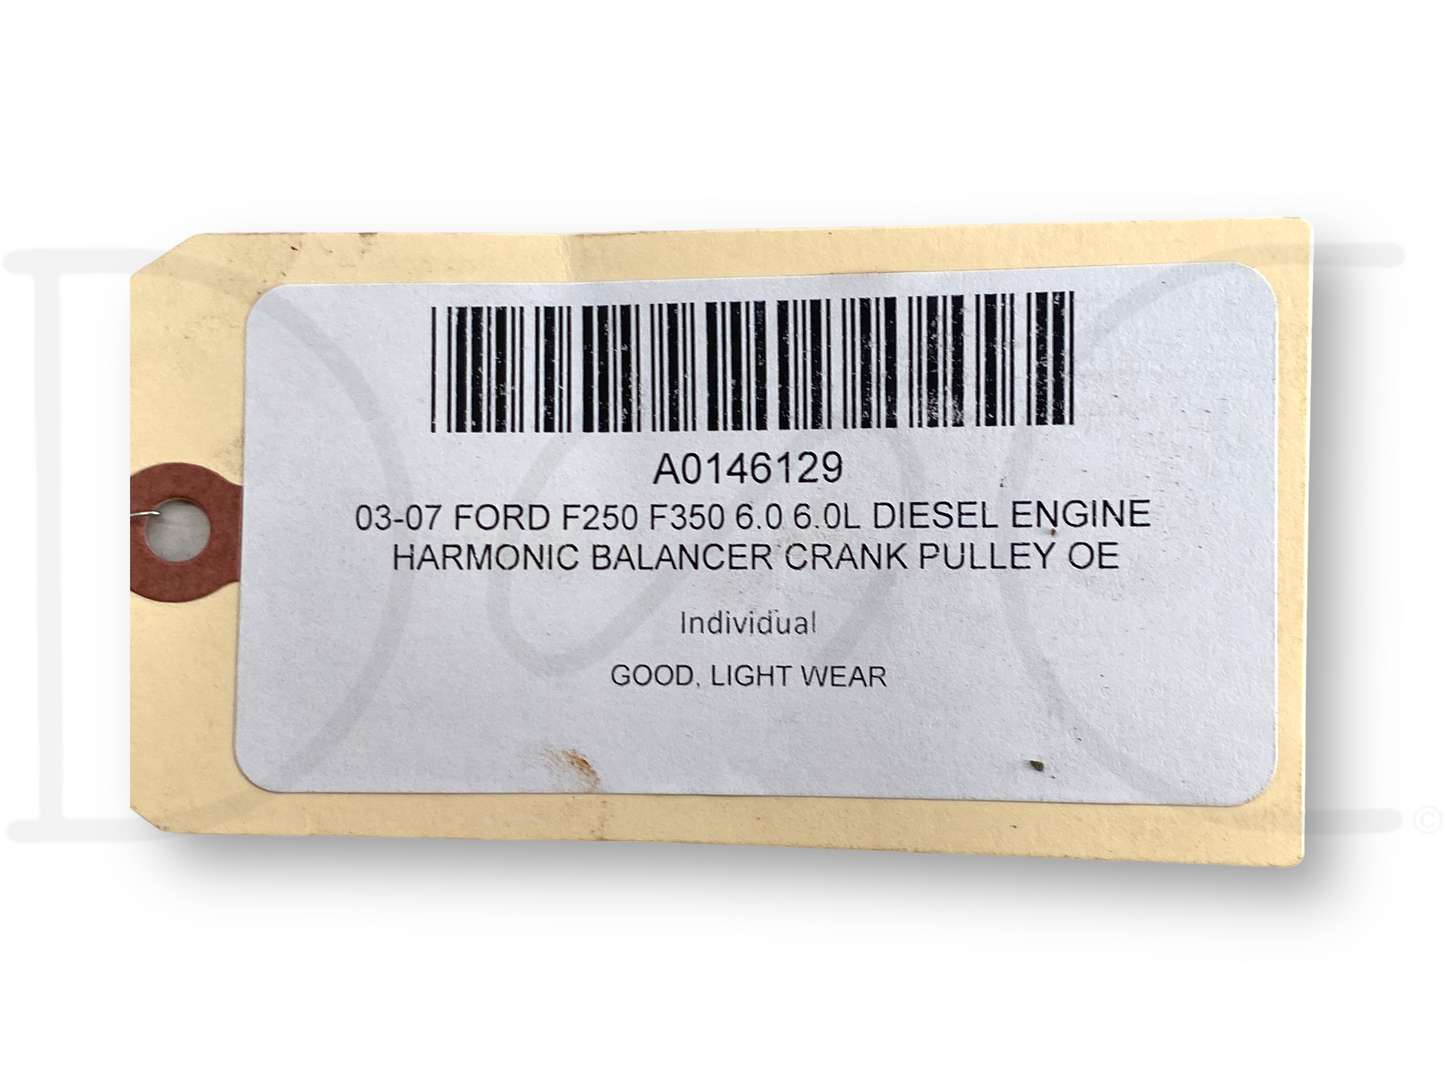 A0146129
03-07 FORD F250 F350 6.0 6.0L DIESEL ENGINE
HARMONIC BALANCER CRANK PULLEY OE
Individual
GOOD, LIGHT WEAR
©